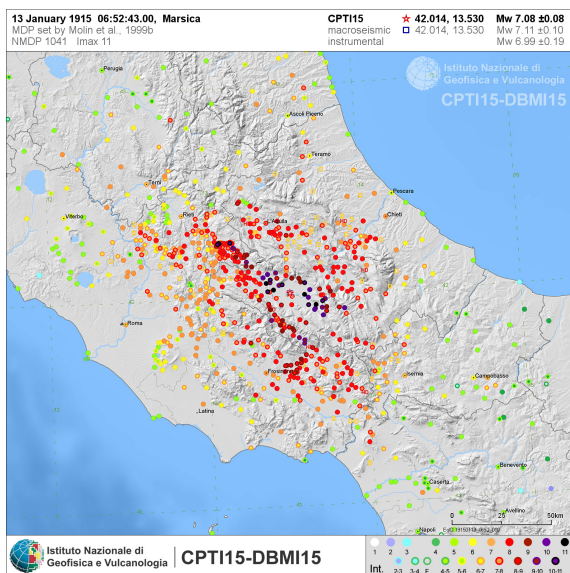 13 January 1915 06:52:43.00, Marsica
MDP set by Molin et al., 1999b
NMDP 1041 Imax 11
CPTI15 42.014, 13.530 Mw 7.08 ±0.08
macroseismic 42.014, 13.530 Mw 7.11 ±0.10
instrumental Mw 6.99 ±0.19
Istituto Nazionale di
Geofisica e Vulcanologia
CPTI15-DBMI15
Perugia
Ascoli Piceno
Teramo
Terni
Pescara
Viterbo
Rieti
L'Aquila
Chieti
Roma
Frosinone
Isernia
Campobasso
Latina
Benevento
Caserta
Avellino
Napoli
0 25 50km
Istituto Nazionale di
Geofisica e Vulcanologia
CPTI15-DBMI15
1 2 3 4 5 6 7 8 9 10 11
Int. 2-3 3-4 F 4-5 5-6 6-7 7-8 8-9 9-10 10-11